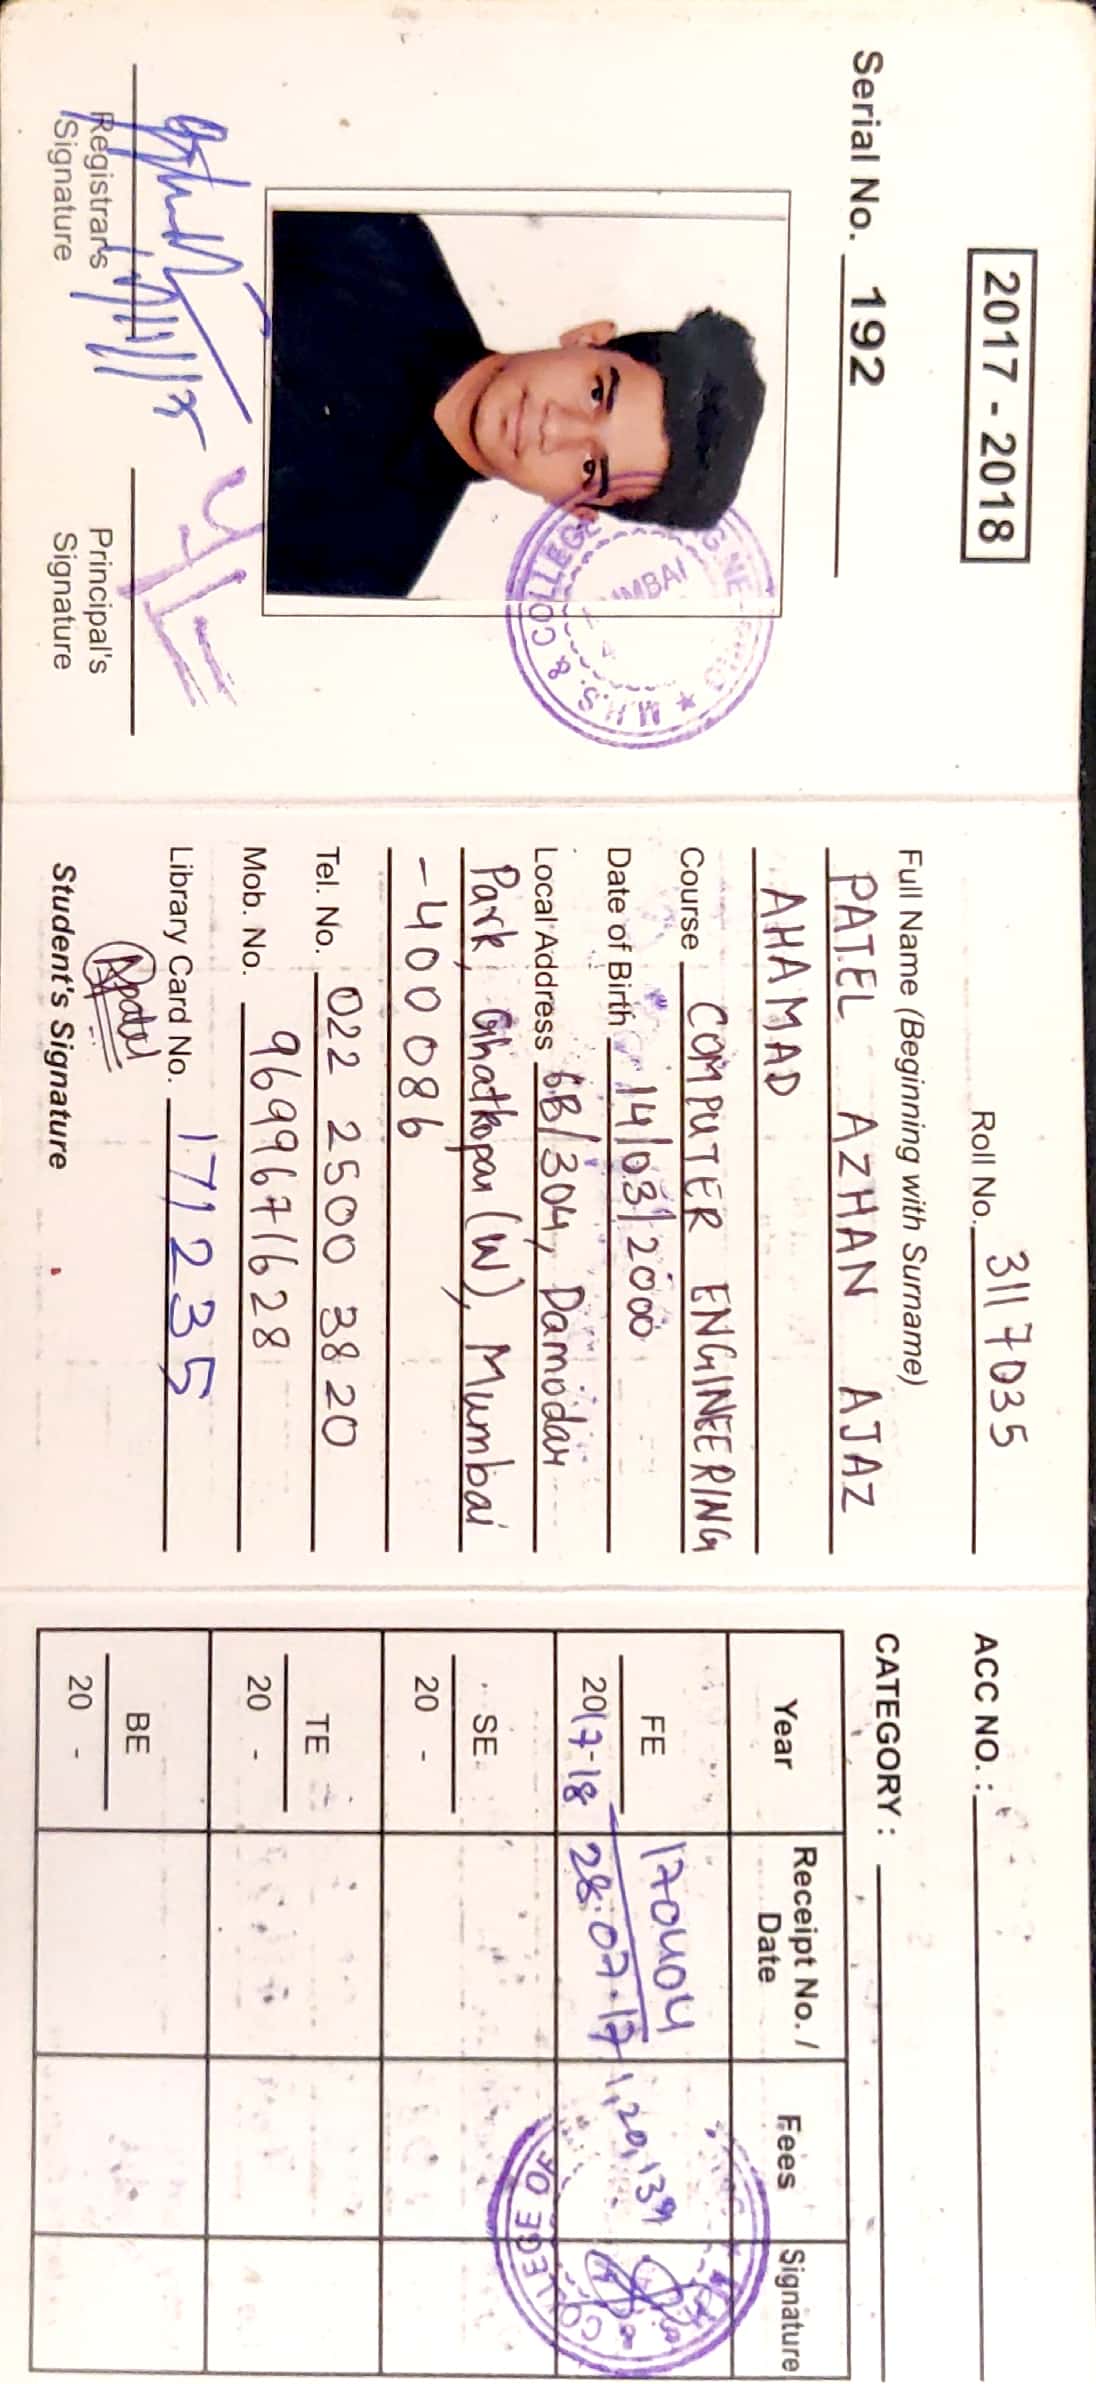 2017 - 2018
Serial No. 192
COLLEGE
MUMBAI
M.H.S. & COLLEGE
Registrar's
Signature
Principal's
Signature
Roll No. 3117035
Full Name (Beginning with Surname)
PATEL AZHAN AJAZ
AHAMAD
Course COMPUTER ENGINEERING
Date of Birth 14/03/2000
Local Address 6B/304, Damodar
Park, Ghatkopar (W), Mumbai
- 400 086
Tel. No. 022 2500 3820
Mob. No. 9699671628
Library Card No. 171235
Apatel
Student's Signature
ACC NO. :
CATEGORY :
Year Receipt No. / Date Fees Signature
FE 170404
2017-18 28.07.17 1,20,139
COLLEGE OF
SE
20 -
TE
20 -
BE
20 -